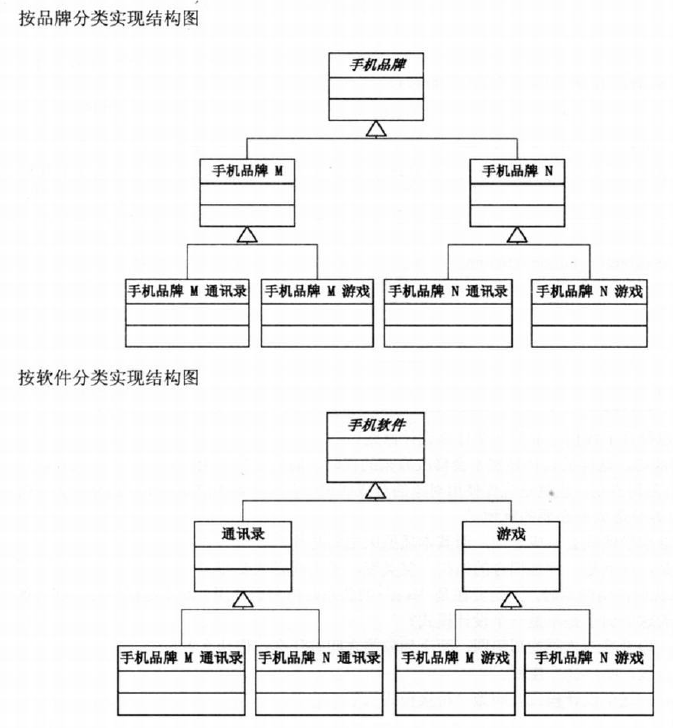 按品牌分类实现结构图
手机品牌
手机品牌 M
手机品牌 N
手机品牌 M 通讯录
手机品牌 M 游戏
手机品牌 N 通讯录
手机品牌 N 游戏
按软件分类实现结构图
手机软件
通讯录
游戏
手机品牌 M 通讯录
手机品牌 N 通讯录
手机品牌 M 游戏
手机品牌 N 游戏